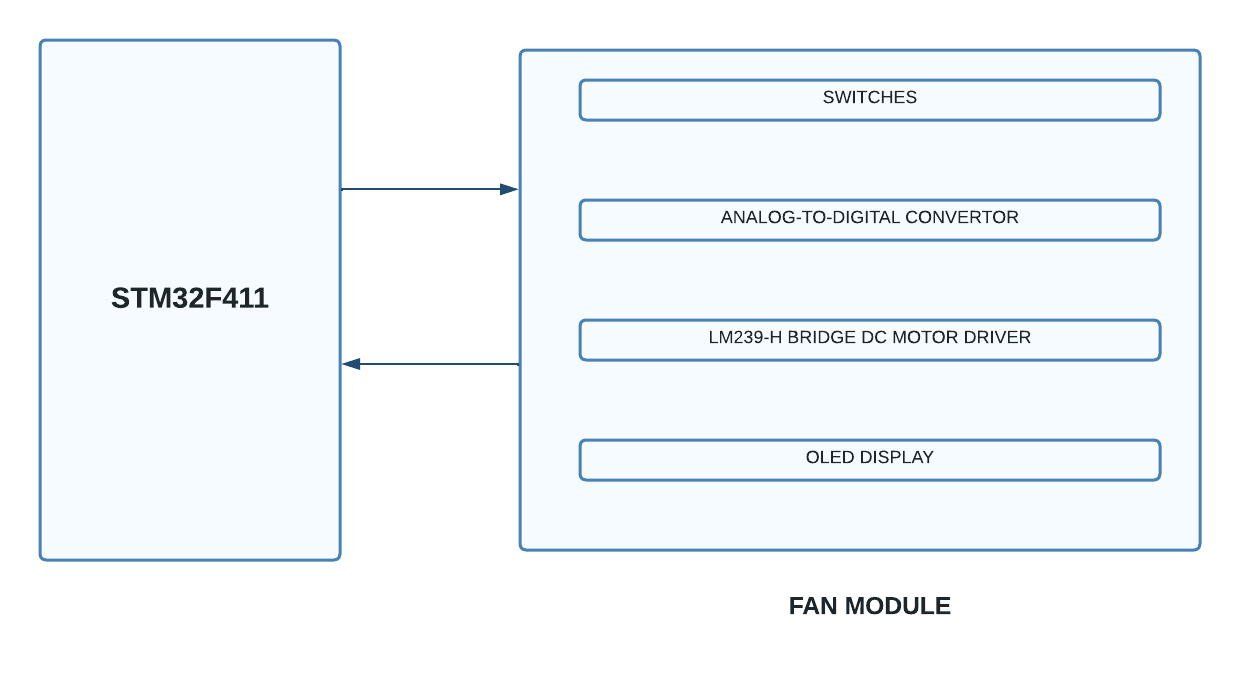 SWITCHES
ANALOG-TO-DIGITAL CONVERTOR
STM32F411
LM239-H BRIDGE DC MOTOR DRIVER
OLED DISPLAY
FAN MODULE